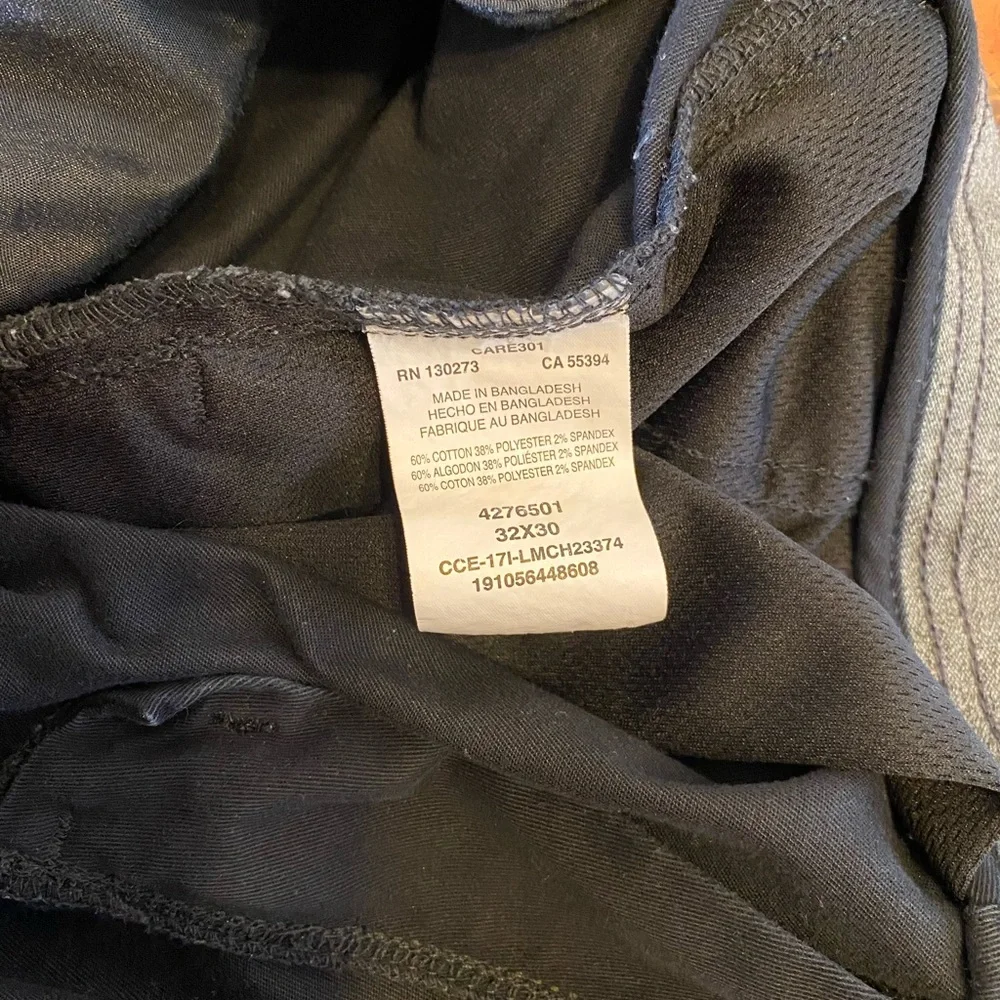 CARE301
RN 130273 CA 55394
MADE IN BANGLADESH
HECHO EN BANGLADESH
FABRIQUE AU BANGLADESH
60% COTTON 38% POLYESTER 2% SPANDEX
60% ALGODON 38% POLIÉSTER 2% SPANDEX
60% COTON 38% POLYESTER 2% SPANDEX
4276501
32X30
CCE-17I-LMCH23374
191056448608